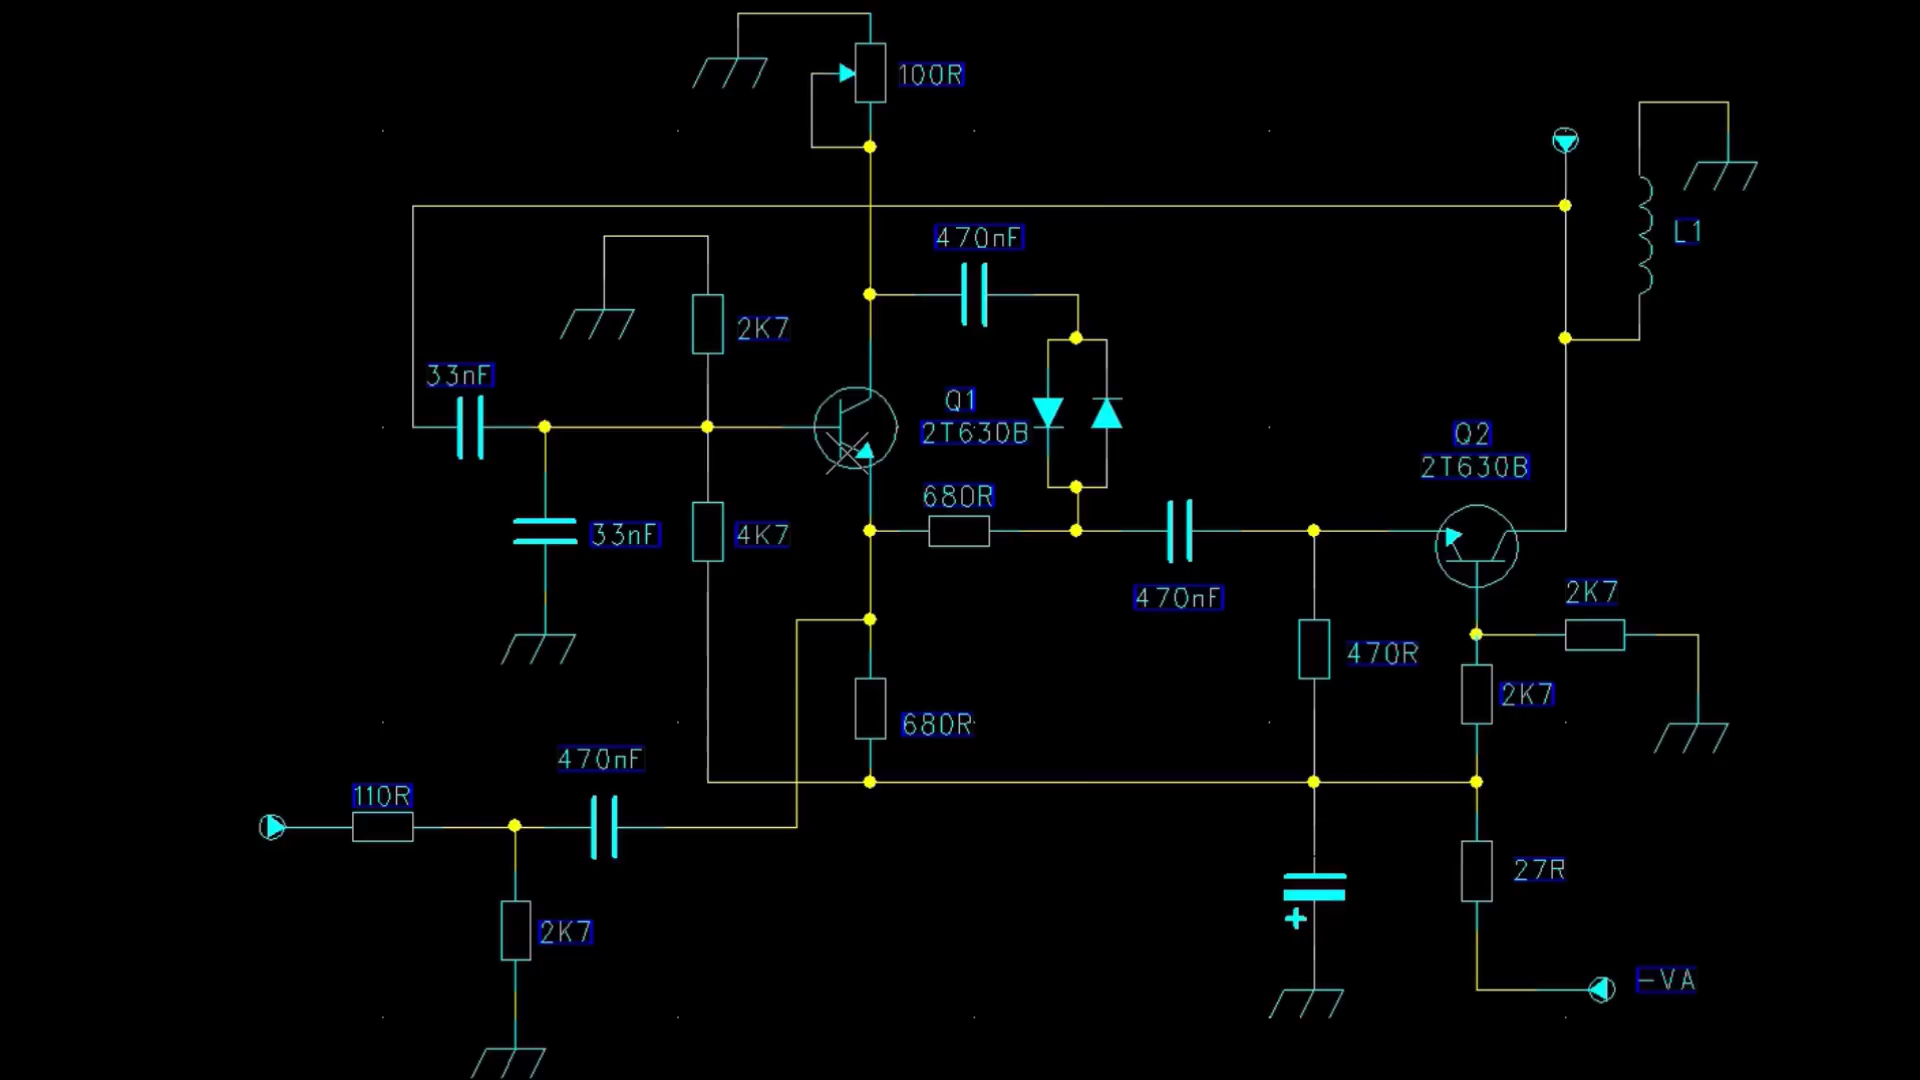 100R
470nF
L1
2K7
33nF
Q1
2T630B
Q2
2T630B
680R
33nF
4K7
470nF
2K7
470R
2K7
680R
470nF
110R
27R
2K7
-VA